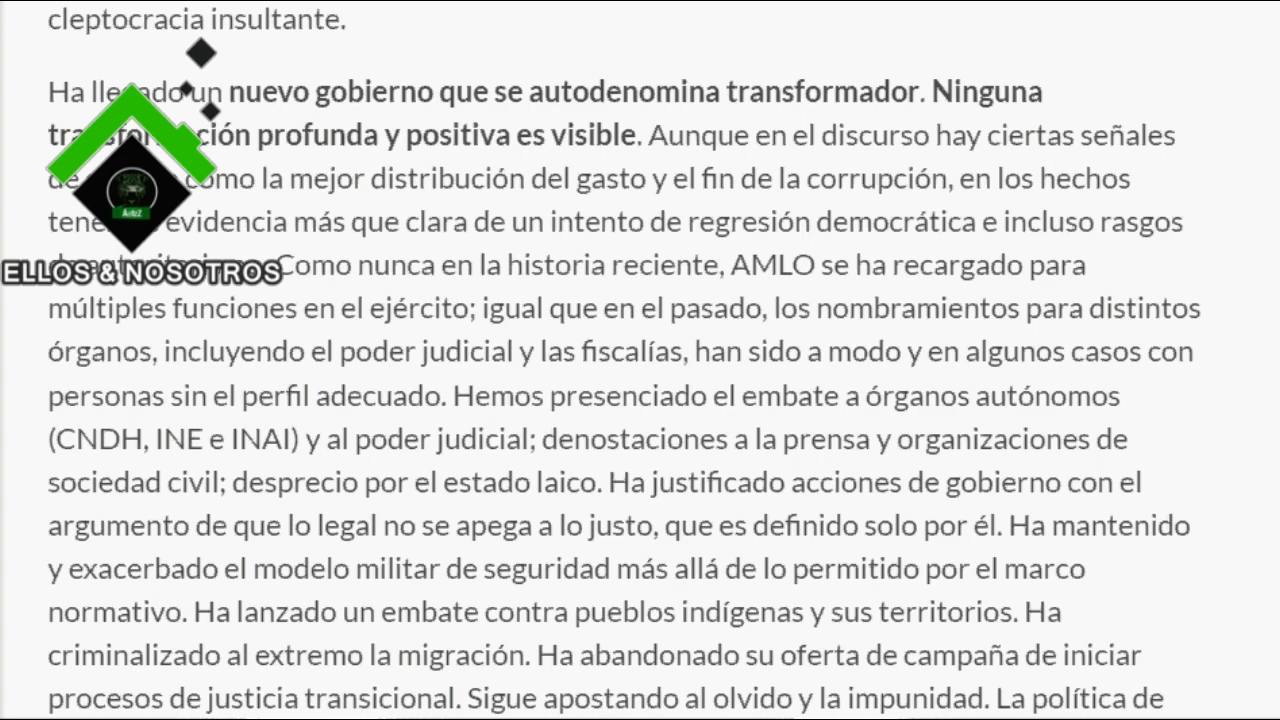 cleptocracia insultante.
Ha llegado un nuevo gobierno que se autodenomina transformador. Ninguna
transformación profunda y positiva es visible. Aunque en el discurso hay ciertas señales
como la mejor distribución del gasto y el fin de la corrupción, en los hechos
evidencia más que clara de un intento de regresión democrática e incluso rasgos
Como nunca en la historia reciente, AMLO se ha recargado para
múltiples funciones en el ejército; igual que en el pasado, los nombramientos para distintos
órganos, incluyendo el poder judicial y las fiscalías, han sido a modo y en algunos casos con
personas sin el perfil adecuado. Hemos presenciado el embate a órganos autónomos
(CNDH, INE e INAI) y al poder judicial; denostaciones a la prensa y organizaciones de
sociedad civil; desprecio por el estado laico. Ha justificado acciones de gobierno con el
argumento de que lo legal no se apega a lo justo, que es definido solo por él. Ha mantenido
y exacerbado el modelo militar de seguridad más allá de lo permitido por el marco
normativo. Ha lanzado un embate contra pueblos indígenas y sus territorios. Ha
criminalizado al extremo la migración. Ha abandonado su oferta de campaña de iniciar
procesos de justicia transicional. Sigue apostando al olvido y la impunidad. La política de
ELLOS & NOSOTROS